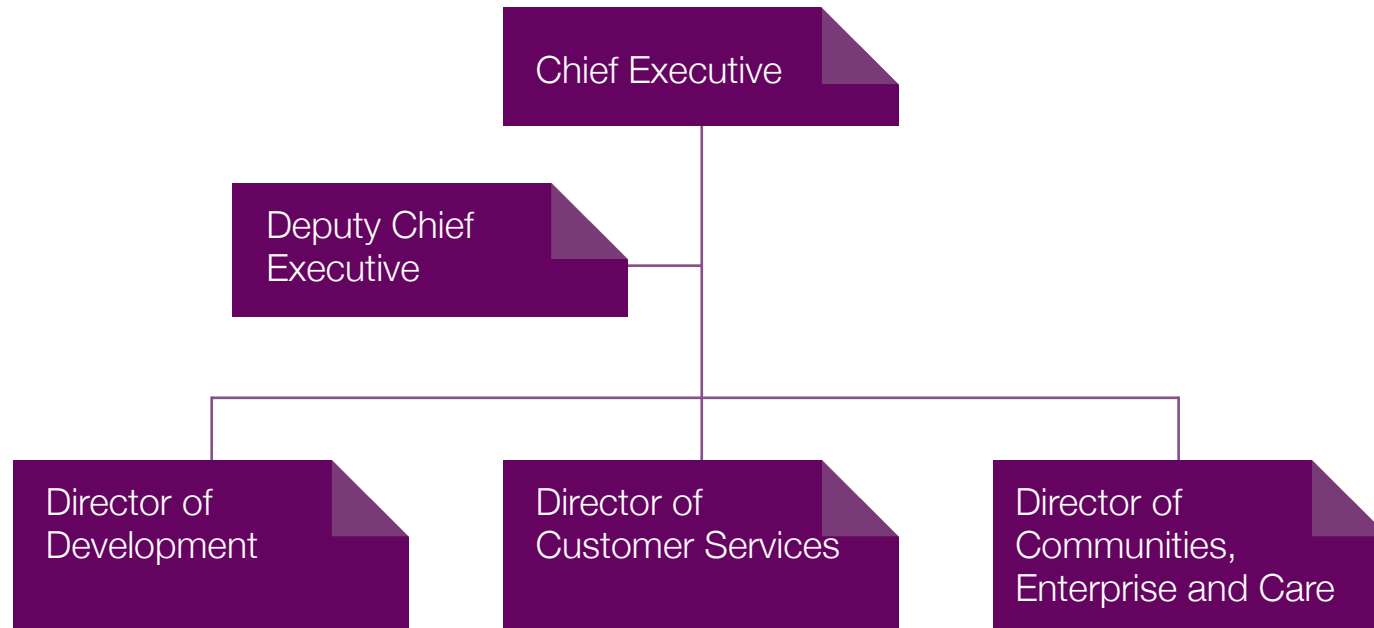 Chief Executive
Deputy Chief
Executive
Director of
Development
Director of
Customer Services
Director of
Communities,
Enterprise and Care